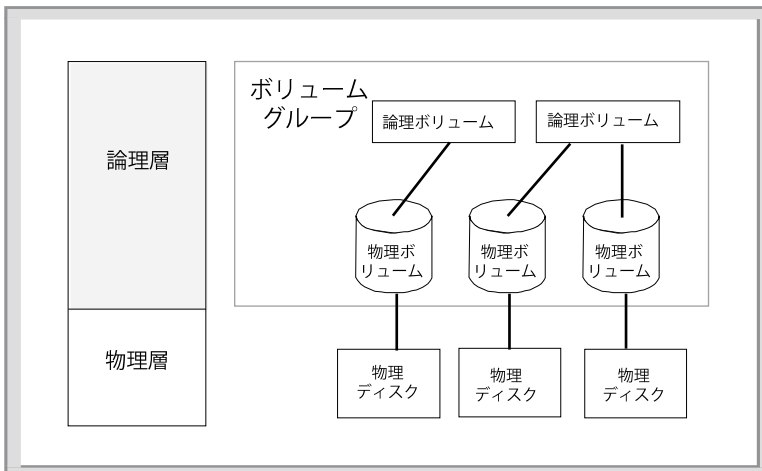 論理層
物理層
ボリューム
グループ
論理ボリューム
論理ボリューム
物理ボ
リューム
物理ボ
リューム
物理ボ
リューム
物理
ディスク
物理
ディスク
物理
ディスク